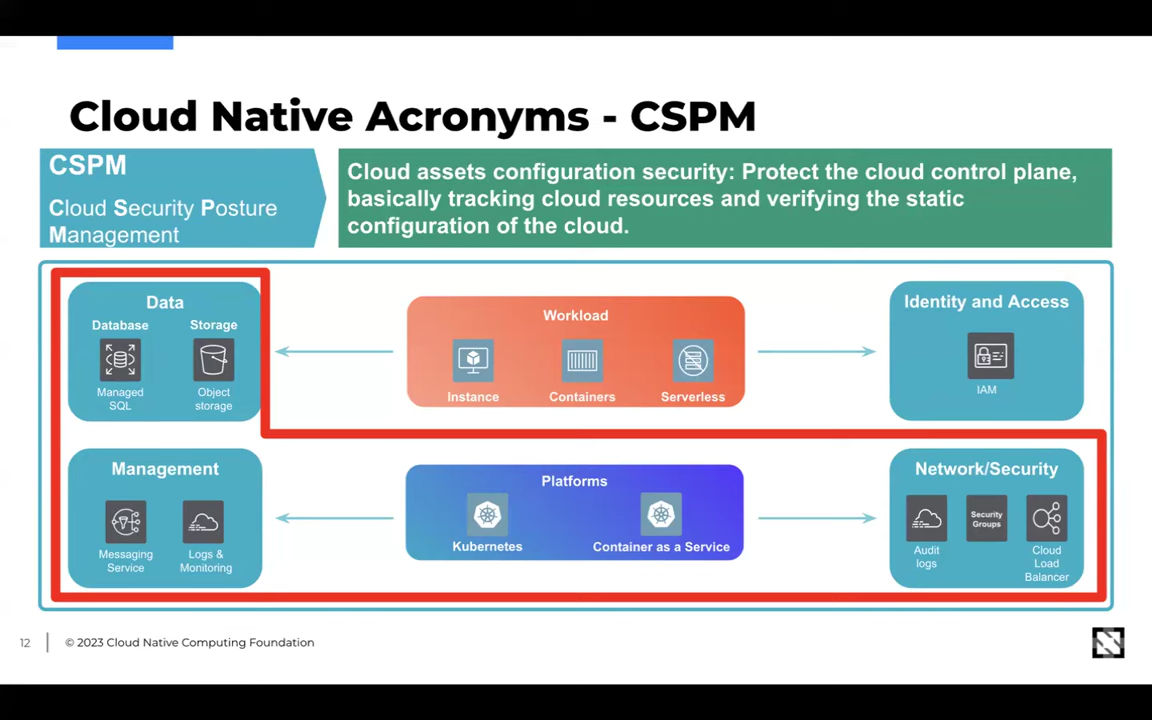 Cloud Native Acronyms - CSPM
CSPM
Cloud Security Posture
Management
Cloud assets configuration security: Protect the cloud control plane,
basically tracking cloud resources and verifying the static
configuration of the cloud.
Data
Database
Storage
Managed
SQL
Object
storage
Workload
Instance
Containers
Serverless
Identity and Access
IAM
Management
Messaging
Service
Logs &
Monitoring
Platforms
Kubernetes
Container as a Service
Network/Security
Audit
logs
Security
Groups
Cloud
Load
Balancer
12
© 2023 Cloud Native Computing Foundation